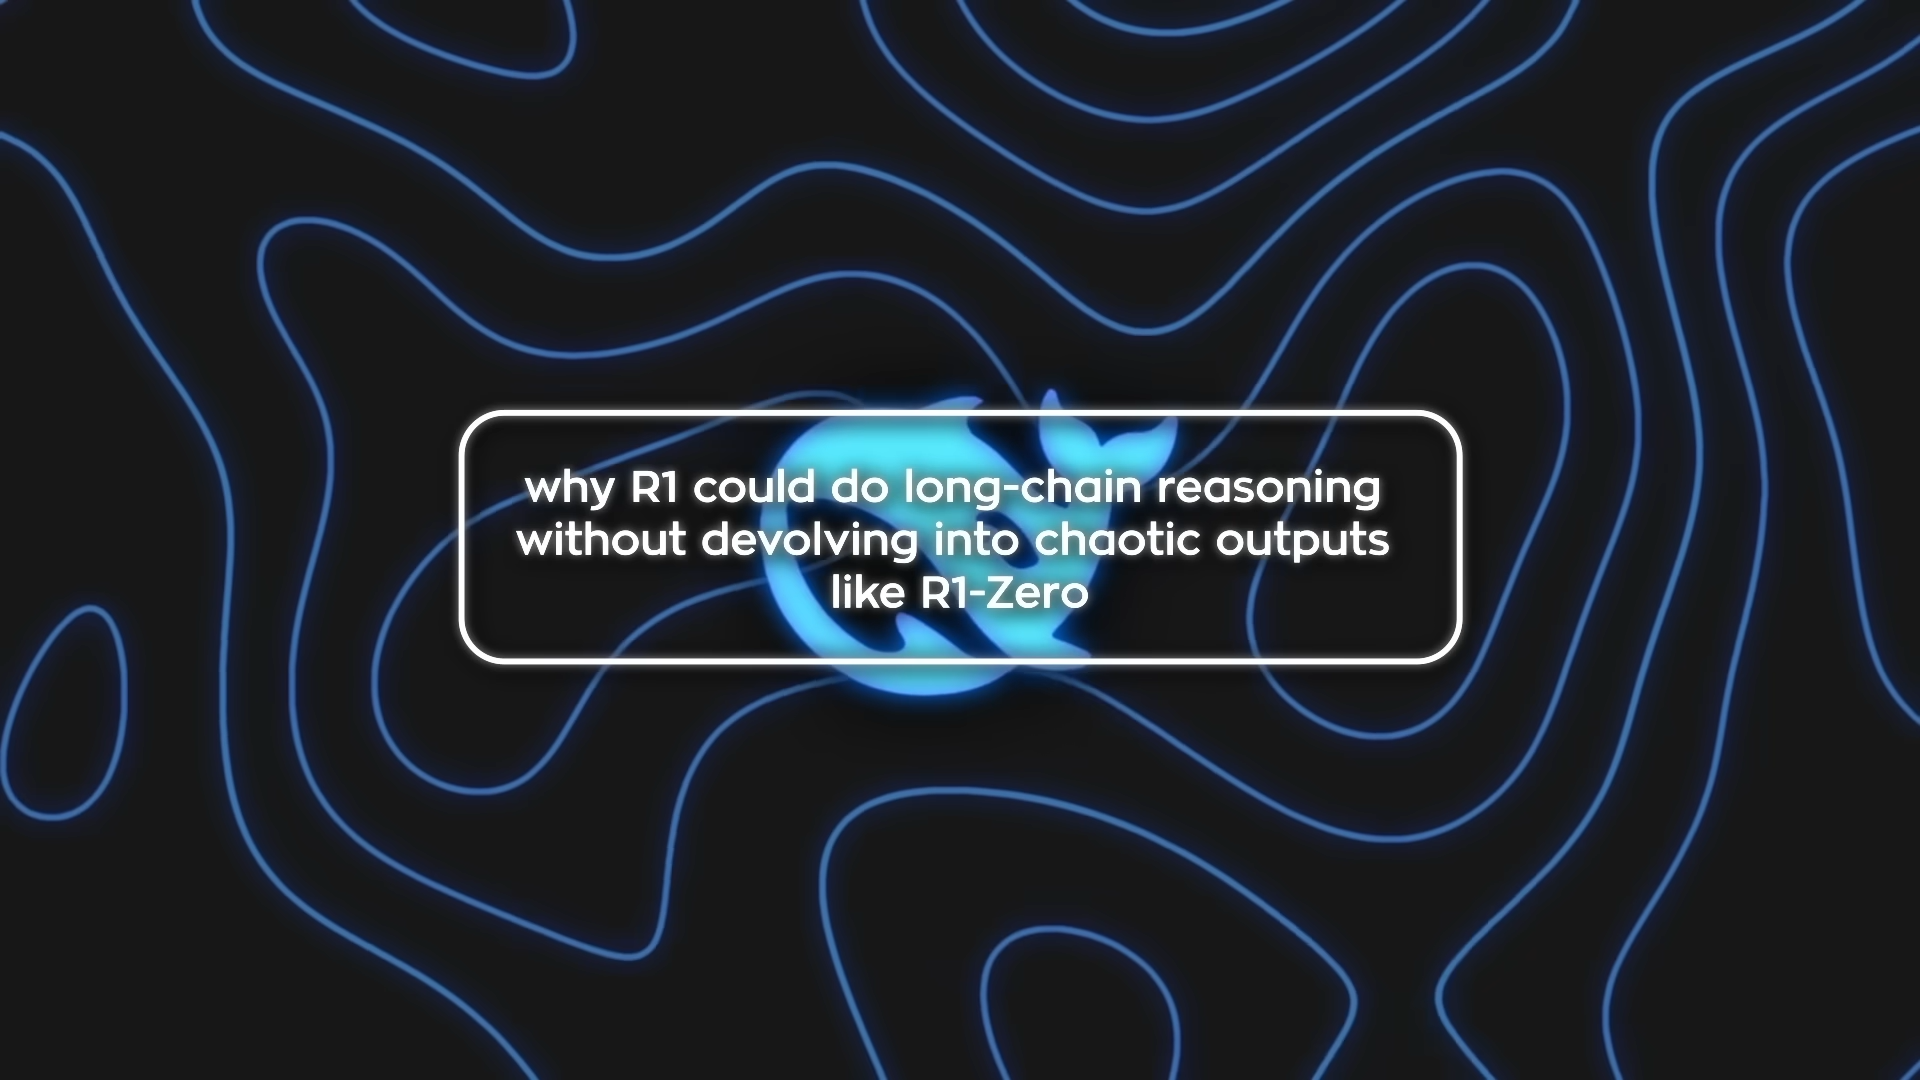 why R1 could do long-chain reasoning
without devolving into chaotic outputs
like R1-Zero